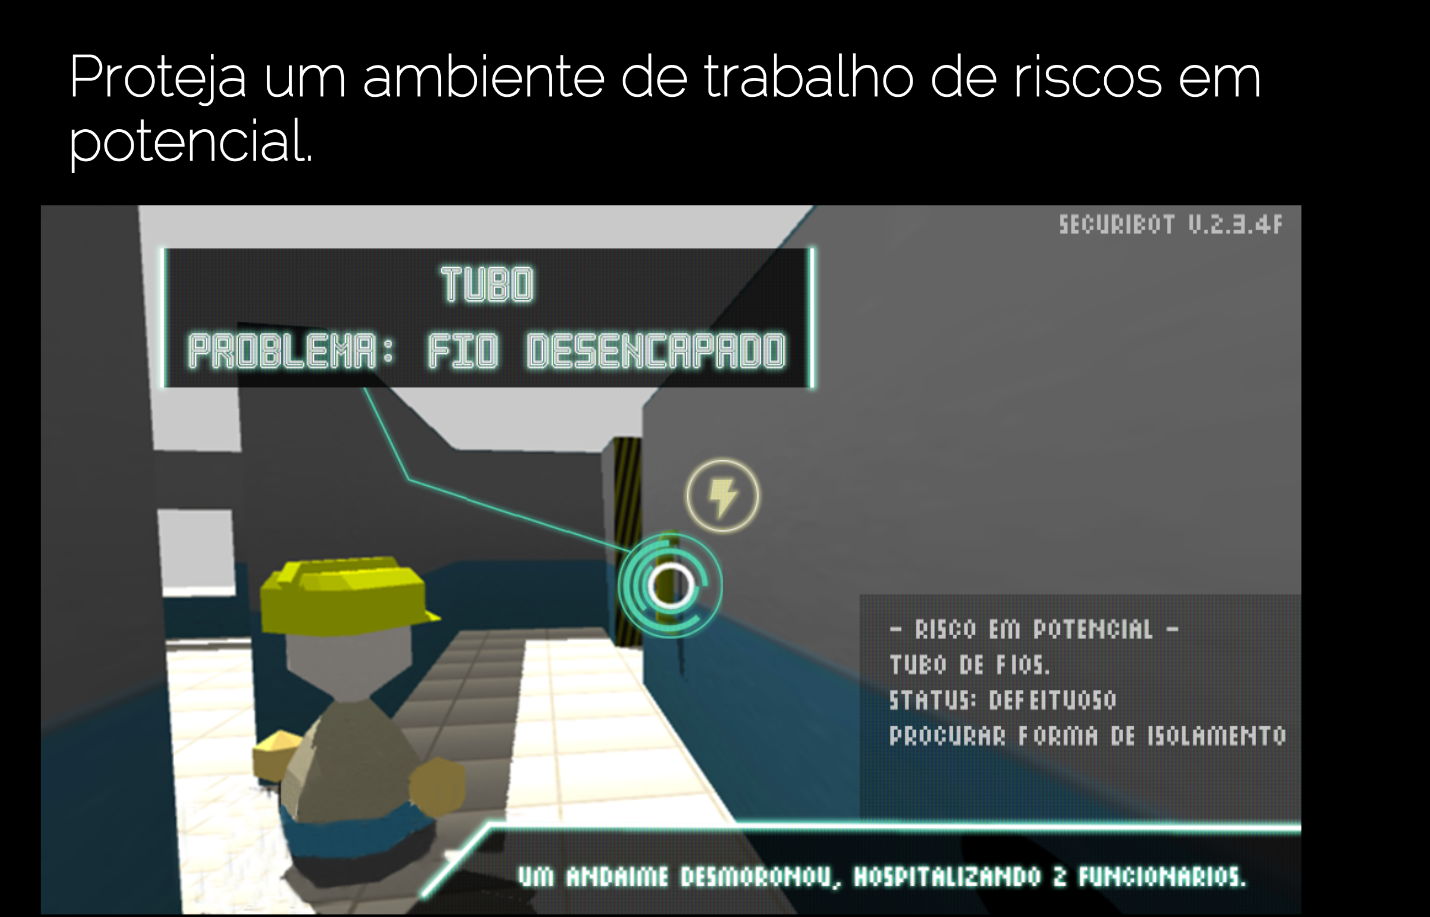 Proteja um ambiente de trabalho de riscos em
potencial.
SECURIBOT V.2.3.4F
TUBO
PROBLEMA: FIO DESENCAPADO
- RISCO EM POTENCIAL -
TUBO DE FIOS.
STATUS: DEFEITUOSO
PROCURAR FORMA DE ISOLAMENTO
UM ANDAIME DESMORONOU, HOSPITALIZANDO 2 FUNCIONARIOS.